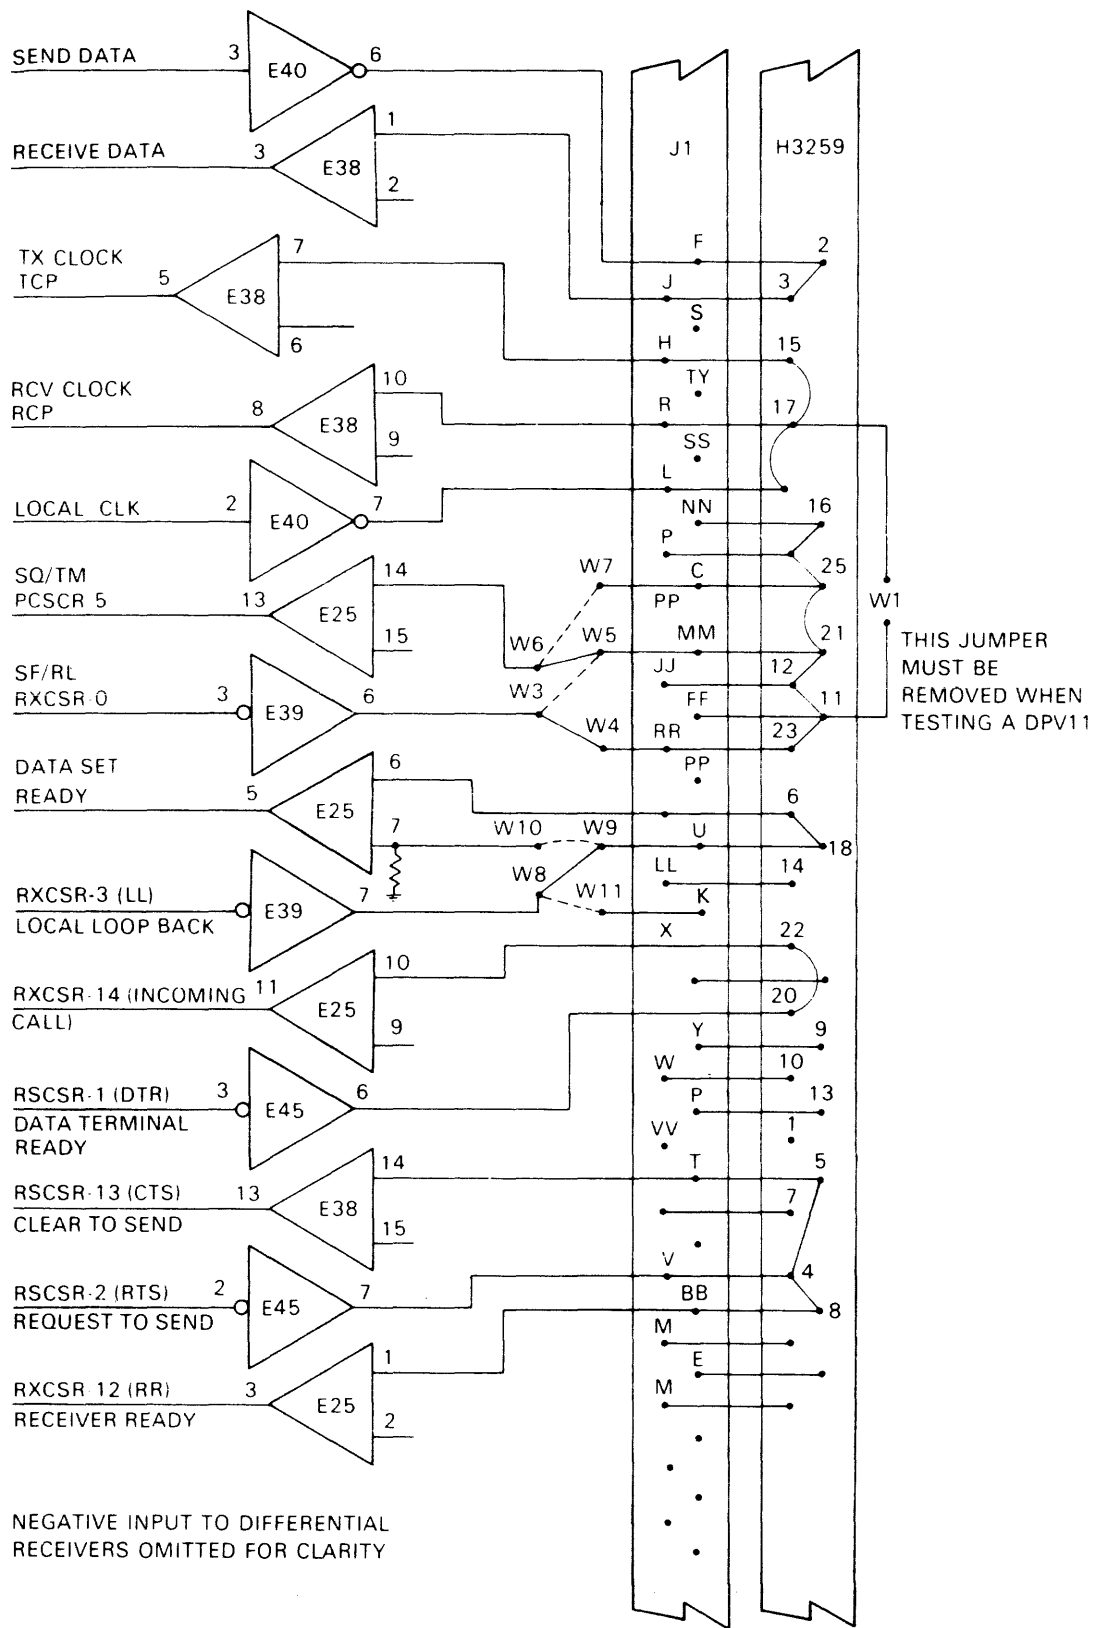 SEND DATA 3 E40 6
RECEIVE DATA 3 E38 1
2
J1
H3259
TX CLOCK
TCP 5 E38 7
6
F 2
J 3
S
H 15
TY
RCV CLOCK
RCP 8 E38 10
9
R 17
SS
L
LOCAL CLK 2 E40 7
NN 16
P
SQ/TM
PCSCR 5 13 E25 14
15
W7 C 25
PP
W1
W6 W5 MM 21
THIS JUMPER
MUST BE
REMOVED WHEN
TESTING A DPV11
SF/RL
RXCSR-0 3 E39 6
W3 JJ 12
FF 11
W4 RR 23
PP
DATA SET
READY 5 E25 6
7
6
W10 W9 U 18
LL 14
RXCSR-3 (LL)
LOCAL LOOP BACK
E39 7
W8 W11 K
X 22
RXCSR-14 (INCOMING
CALL)
11 E25 10
9
20
Y 9
W 10
RSCSR-1 (DTR)
DATA TERMINAL
READY
3 E45 6
P 13
VV 1
T 5
RSCSR-13 (CTS)
CLEAR TO SEND
13 E38 14
15
7
RSCSR-2 (RTS)
REQUEST TO SEND
2 E45 7
V 4
BB 8
M
E
M
RXCSR-12 (RR)
RECEIVER READY
3 E25 1
2
NEGATIVE INPUT TO DIFFERENTIAL
RECEIVERS OMITTED FOR CLARITY